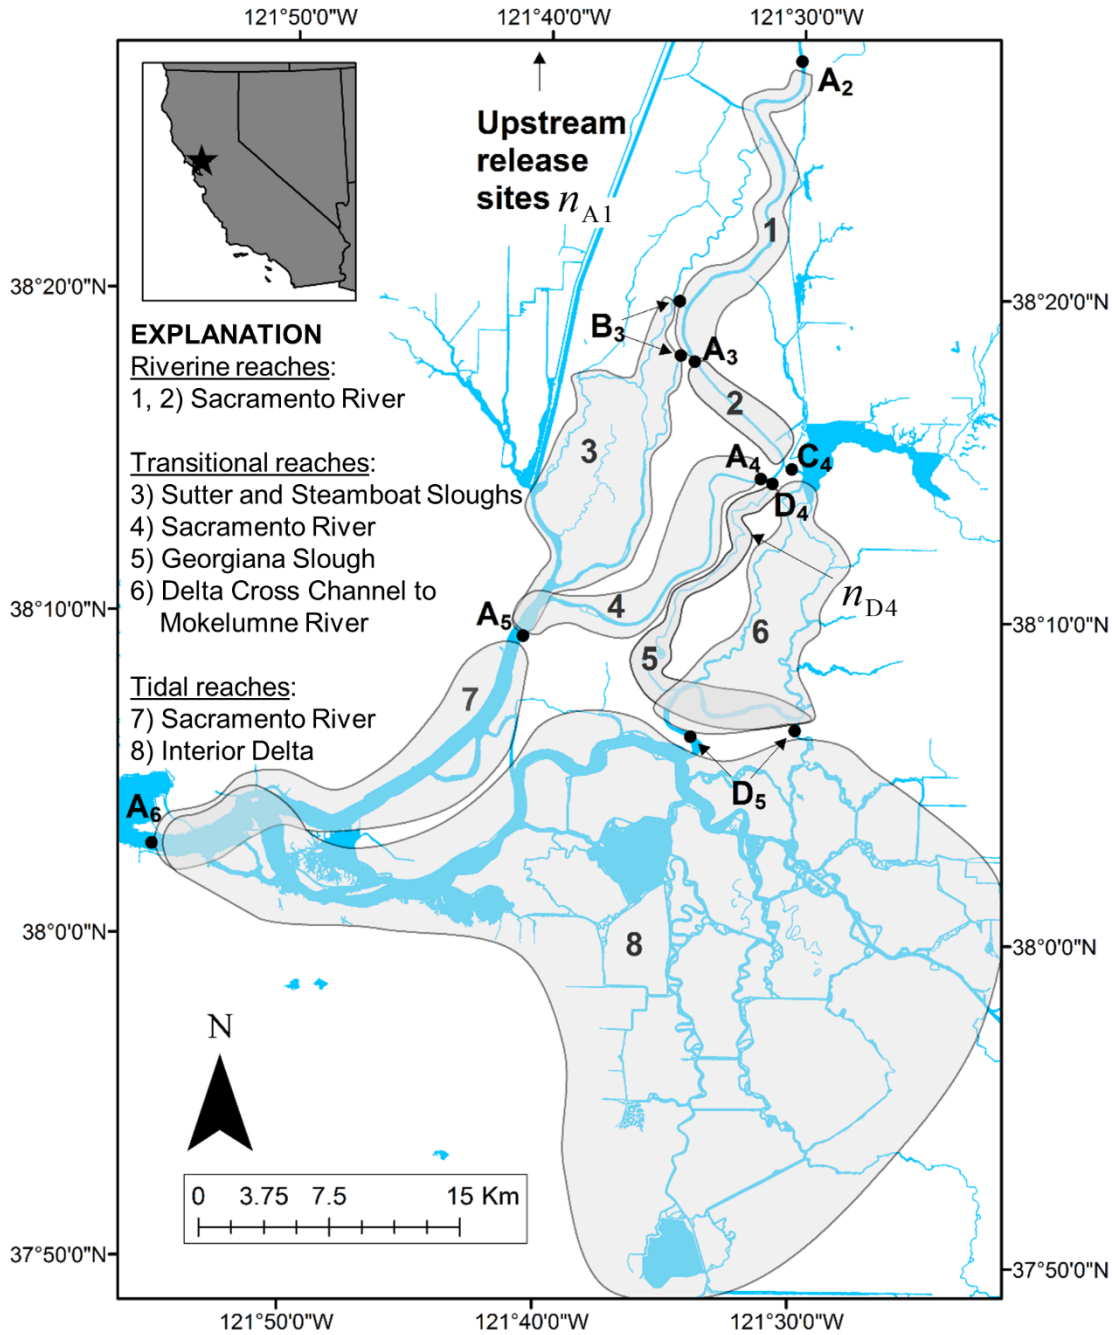 121°50'0"W
121°40'0"W
121°30'0"W
A2
Upstream
release
sites nA1
1
38°20'0"N
38°20'0"N
B3
A3
EXPLANATION
Riverine reaches:
1, 2) Sacramento River
2
Transitional reaches:
3) Sutter and Steamboat Sloughs
4) Sacramento River
5) Georgiana Slough
6) Delta Cross Channel to
Mokelumne River
3
A4
C4
D4
nD4
38°10'0"N
38°10'0"N
A5
4
5
6
Tidal reaches:
7) Sacramento River
8) Interior Delta
7
D5
A6
8
38°0'0"N
38°0'0"N
N
0 3.75 7.5 15 Km
37°50'0"N
37°50'0"N
121°50'0"W
121°40'0"W
121°30'0"W